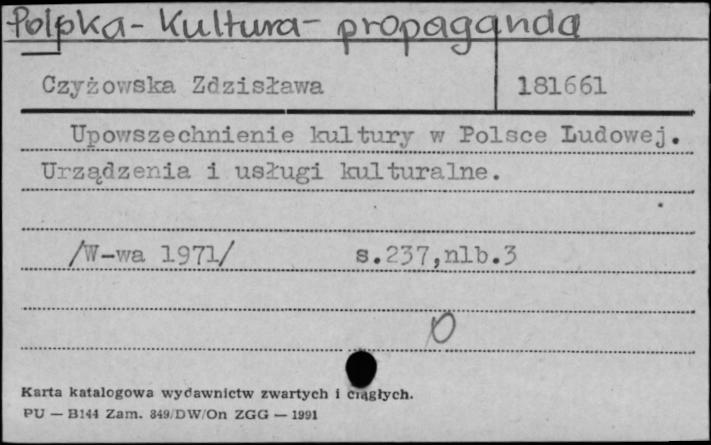 Polska - Kultura - propaganda
Czyżowska Zdzisława 181661
Upowszechnienie kultury w Polsce Ludowej.
Urządzenia i usługi kulturalne.
/W-wa 1971/ s.237,nlb.3
Karta katalogowa wydawnictw zwartych i ciągłych.
PU — B144 Zam. 849/DW/On ZGG — 1991